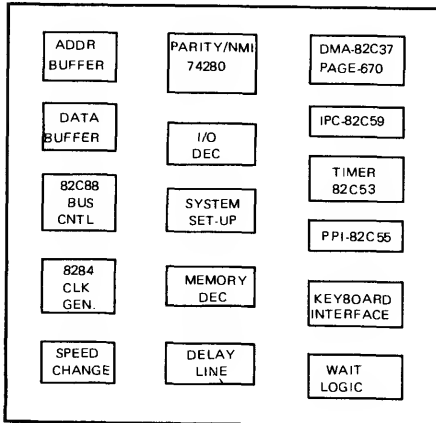 ADDR
BUFFER
DATA
BUFFER
82C88
BUS
CNTL
8284
CLK
GEN.
SPEED
CHANGE
PARITY/NMI
74280
I/O
DEC
SYSTEM
SET-UP
MEMORY
DEC
DELAY
LINE
DMA-82C37
PAGE-670
IPC-82C59
TIMER
82C53
PPI-82C55
KEYBOARD
INTERFACE
WAIT
LOGIC